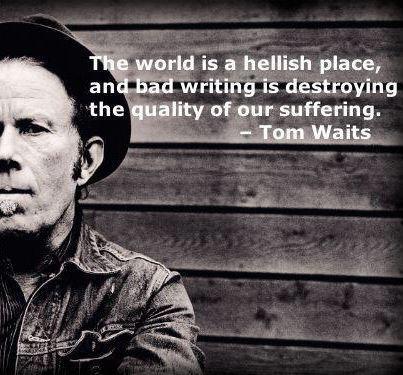 The world is a hellish place,
and bad writing is destroying
the quality of our suffering.
– Tom Waits